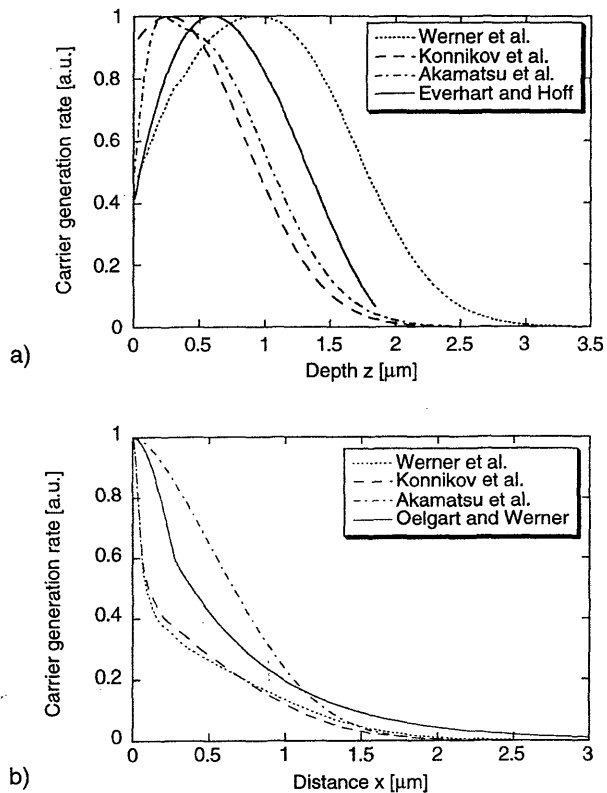 1
0.8
0.6
0.4
0.2
0
Carrier generation rate [a.u.]
Werner et al.
Konnikov et al.
Akamatsu et al.
Everhart and Hoff
0 0.5 1 1.5 2 2.5 3 3.5
Depth z [μm]
a)
1
0.8
0.6
0.4
0.2
0
Carrier generation rate [a.u.]
Werner et al.
Konnikov et al.
Akamatsu et al.
Oelgart and Werner
0 0.5 1 1.5 2 2.5 3
Distance x [μm]
b)